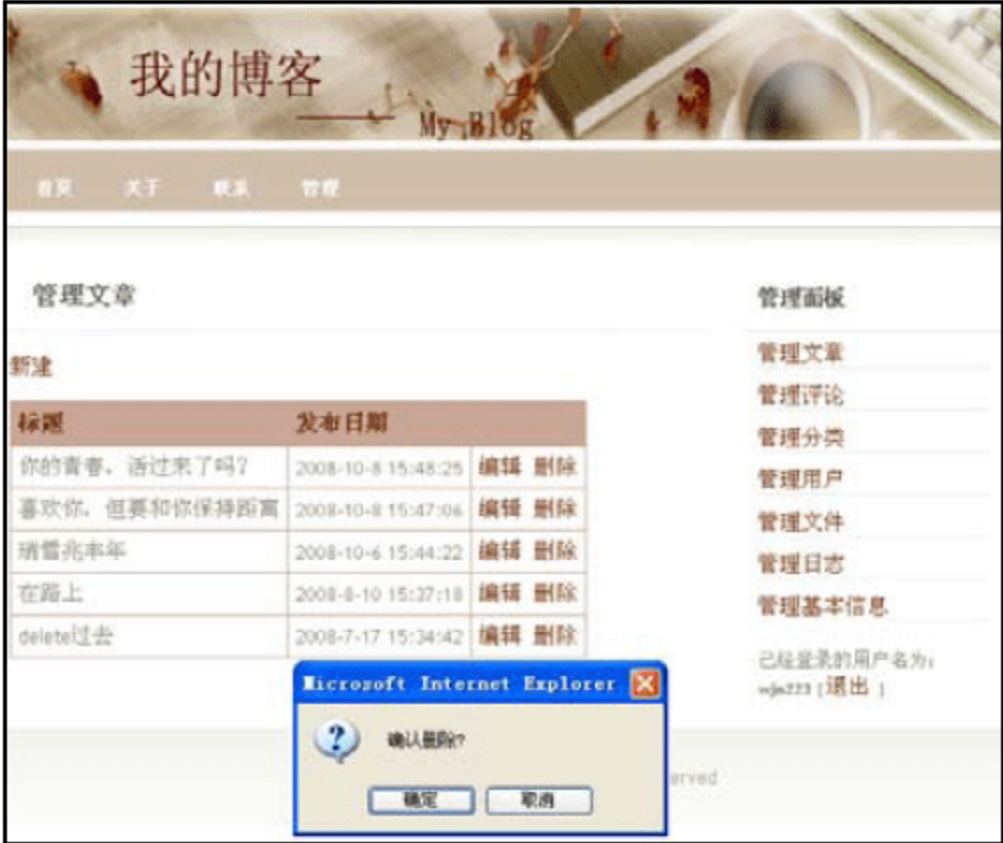 我的博客
My Blog
首页 关于 联系 管理
管理文章
新建
标题 发布日期
你的青春，活过来了吗？ 2008-10-8 15:48:25 编辑 删除
喜欢你，但要和你保持距离 2008-10-8 15:47:06 编辑 删除
瑞雪兆丰年 2008-10-6 15:44:22 编辑 删除
在路上 2008-8-10 15:37:18 编辑 删除
delete过去 2008-7-17 15:34:42 编辑 删除
管理面板
管理文章
管理评论
管理分类
管理用户
管理文件
管理日志
管理基本信息
已经登录的用户名为：
wjm223 [退出 ]
Microsoft Internet Explorer
确认删除?
确定 取消
erved